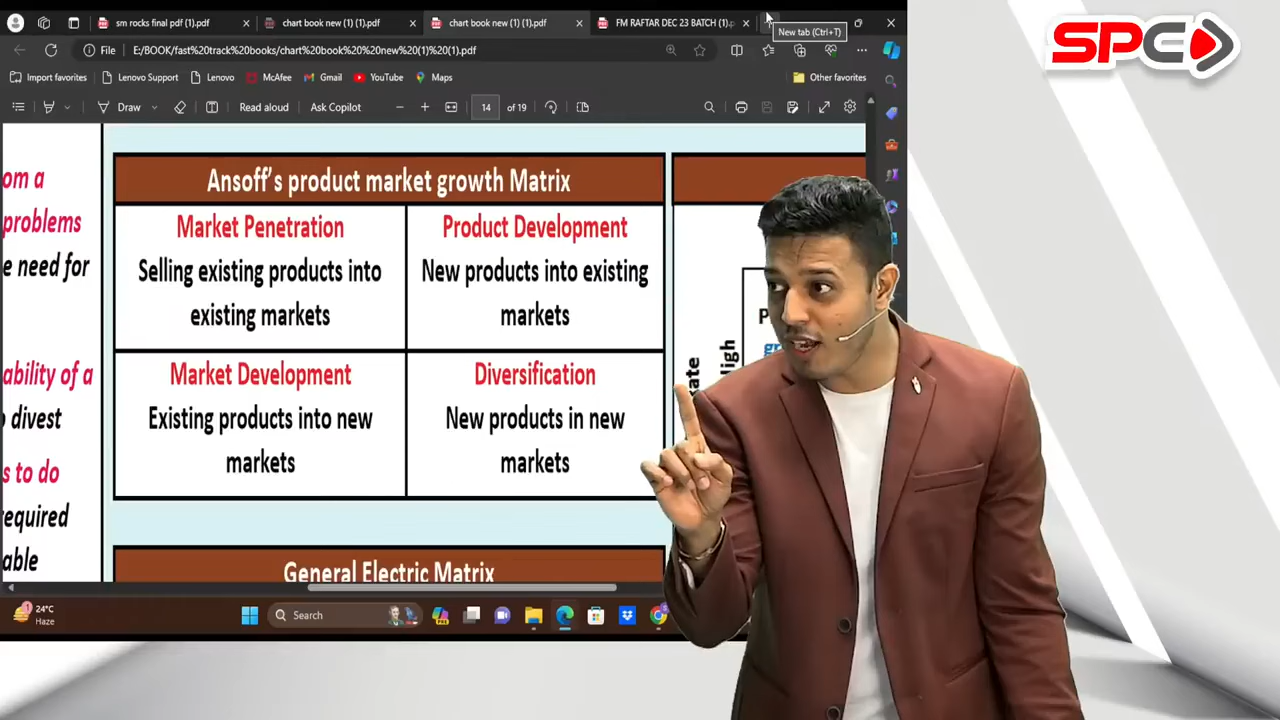 sm rocks final pdf (1).pdf
chart book new (1) (1).pdf
chart book new (1) (1).pdf
FM RAFTAR DEC 23 BATCH (1).p
New tab (Ctrl+T)
SPC
File
E:/BOOK/fast%20track%20books/chart%20book%20%20new%20(1)%20(1).pdf
Import favorites
Lenovo Support
Lenovo
McAfee
Gmail
YouTube
Maps
Other favorites
Draw
Read aloud
Ask Copilot
14
of 19
om a
problems
e need for
ability of a
divest
s to do
required
able
Ansoff's product market growth Matrix
Market Penetration
Selling existing products into
existing markets
Product Development
New products into existing
markets
Market Development
Existing products into new
markets
Diversification
New products in new
markets
General Electric Matrix
P
gr
igh
ate
24°C
Haze
Search